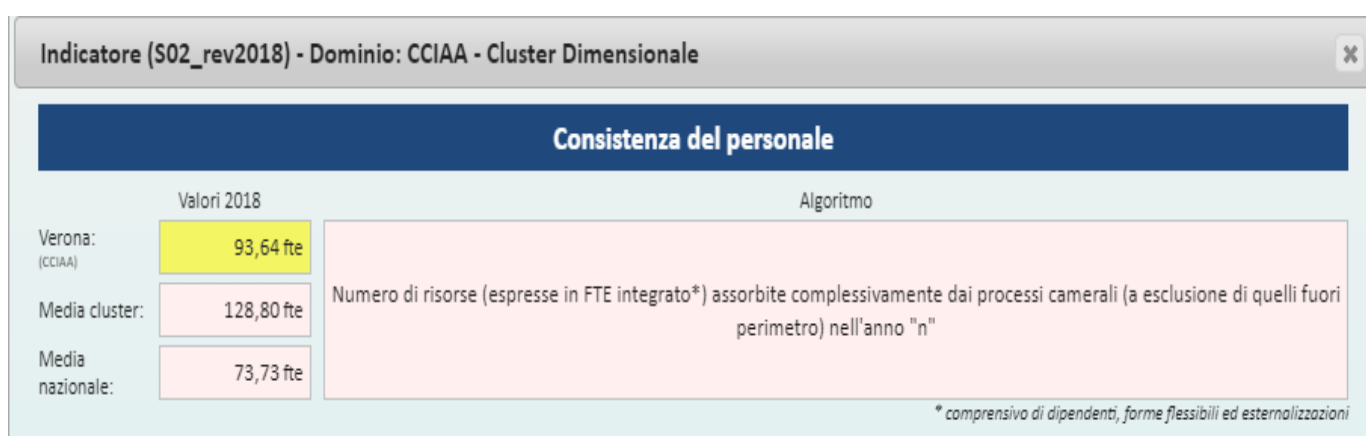 Indicatore (S02_rev2018) - Dominio: CCIAA - Cluster Dimensionale
Consistenza del personale
Valori 2018
Algoritmo
Verona:
(CCIAA)
93,64 fte
Media cluster:
128,80 fte
Media
nazionale:
73,73 fte
Numero di risorse (espresse in FTE integrato*) assorbite complessivamente dai processi camerali (a esclusione di quelli fuori
perimetro) nell'anno "n"
* comprensivo di dipendenti, forme flessibili ed esternalizzazioni